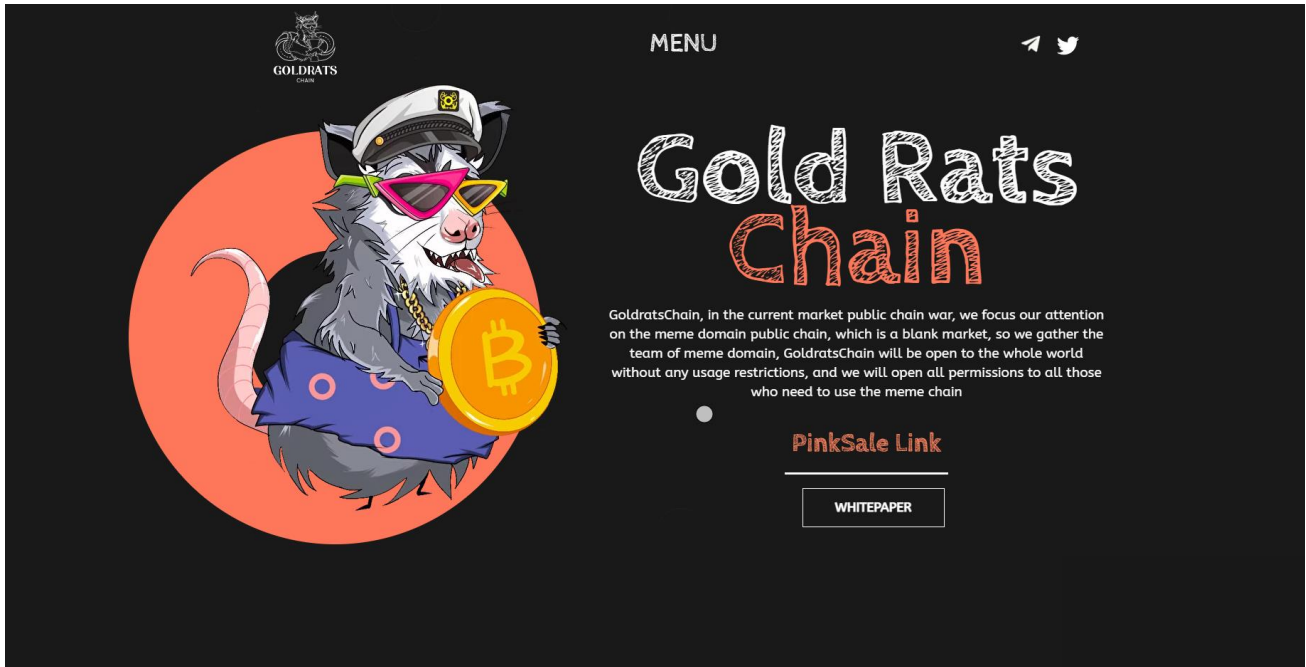 GOLDRATS
CHAIN
MENU
Gold Rats
Chain
GoldratsChain, in the current market public chain war, we focus our attention
on the meme domain public chain, which is a blank market, so we gather the
team of meme domain, GoldratsChain will be open to the whole world
without any usage restrictions, and we will open all permissions to all those
who need to use the meme chain
PinkSale Link
WHITEPAPER